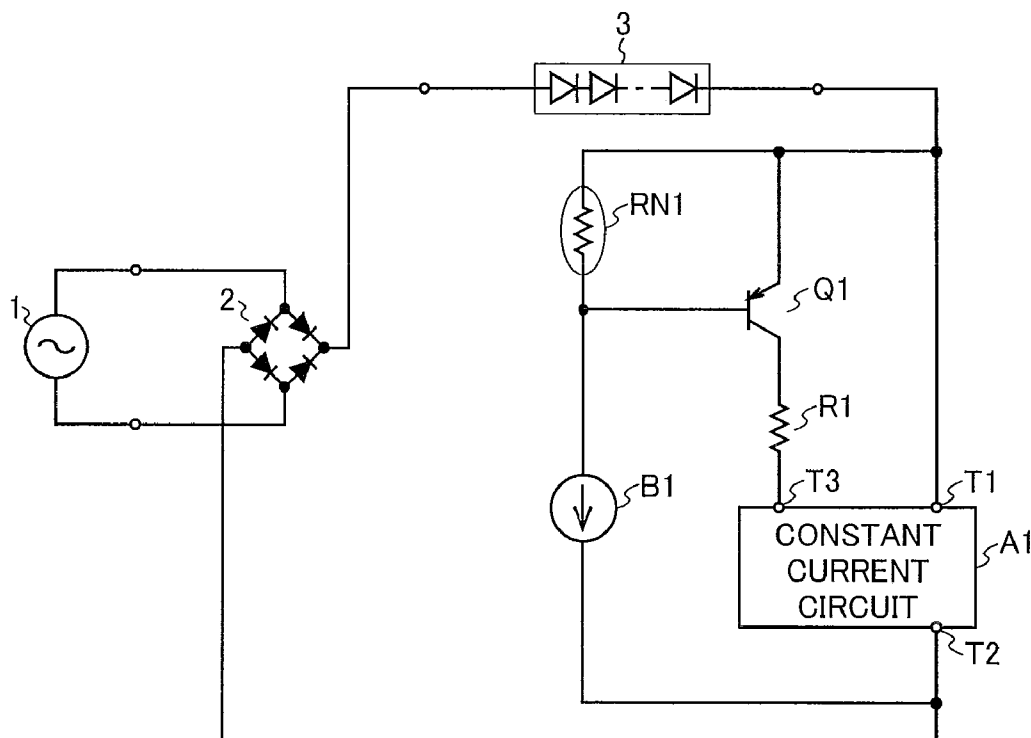 3
RN1
Q1
1
2
R1
B1
T3
T1
CONSTANT
CURRENT
CIRCUIT
A1
T2